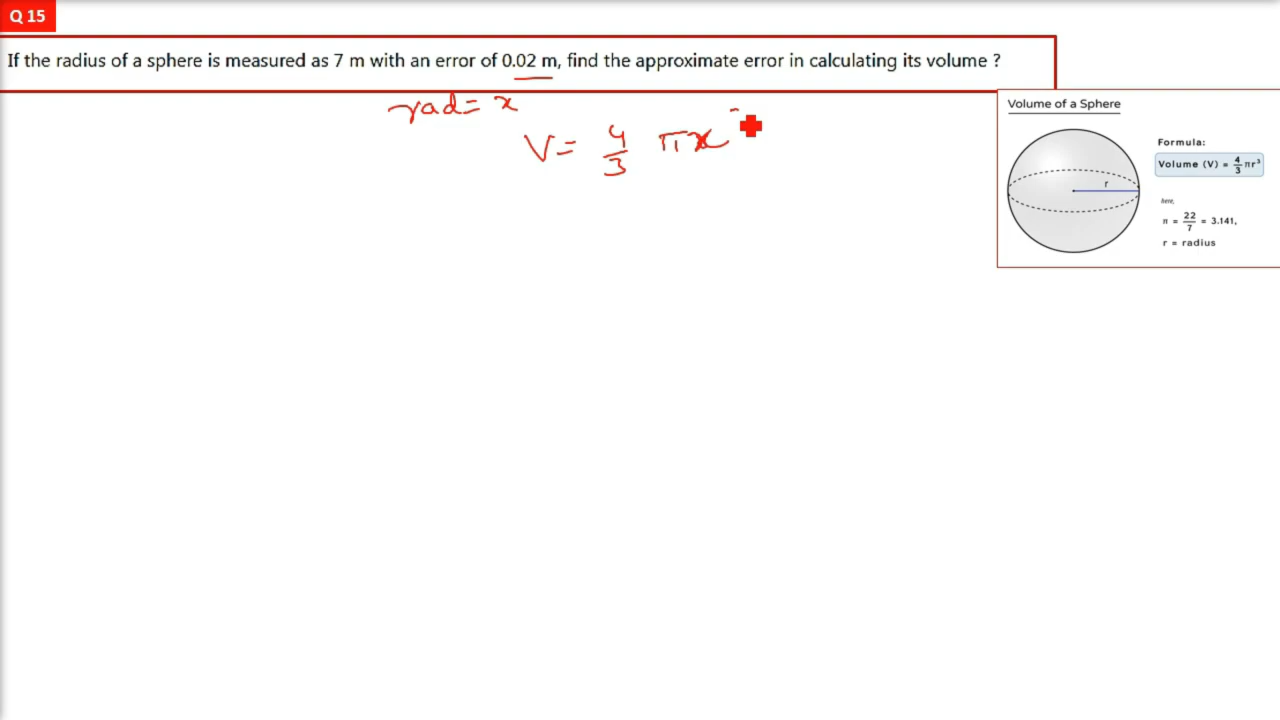 Q 15
If the radius of a sphere is measured as 7 m with an error of 0.02 m, find the approximate error in calculating its volume ?
rad = x
V = 4/3 πx
Volume of a Sphere
Formula:
Volume (V) = 4/3 πr³
r
here,
π = 22/7 = 3.141,
r = radius